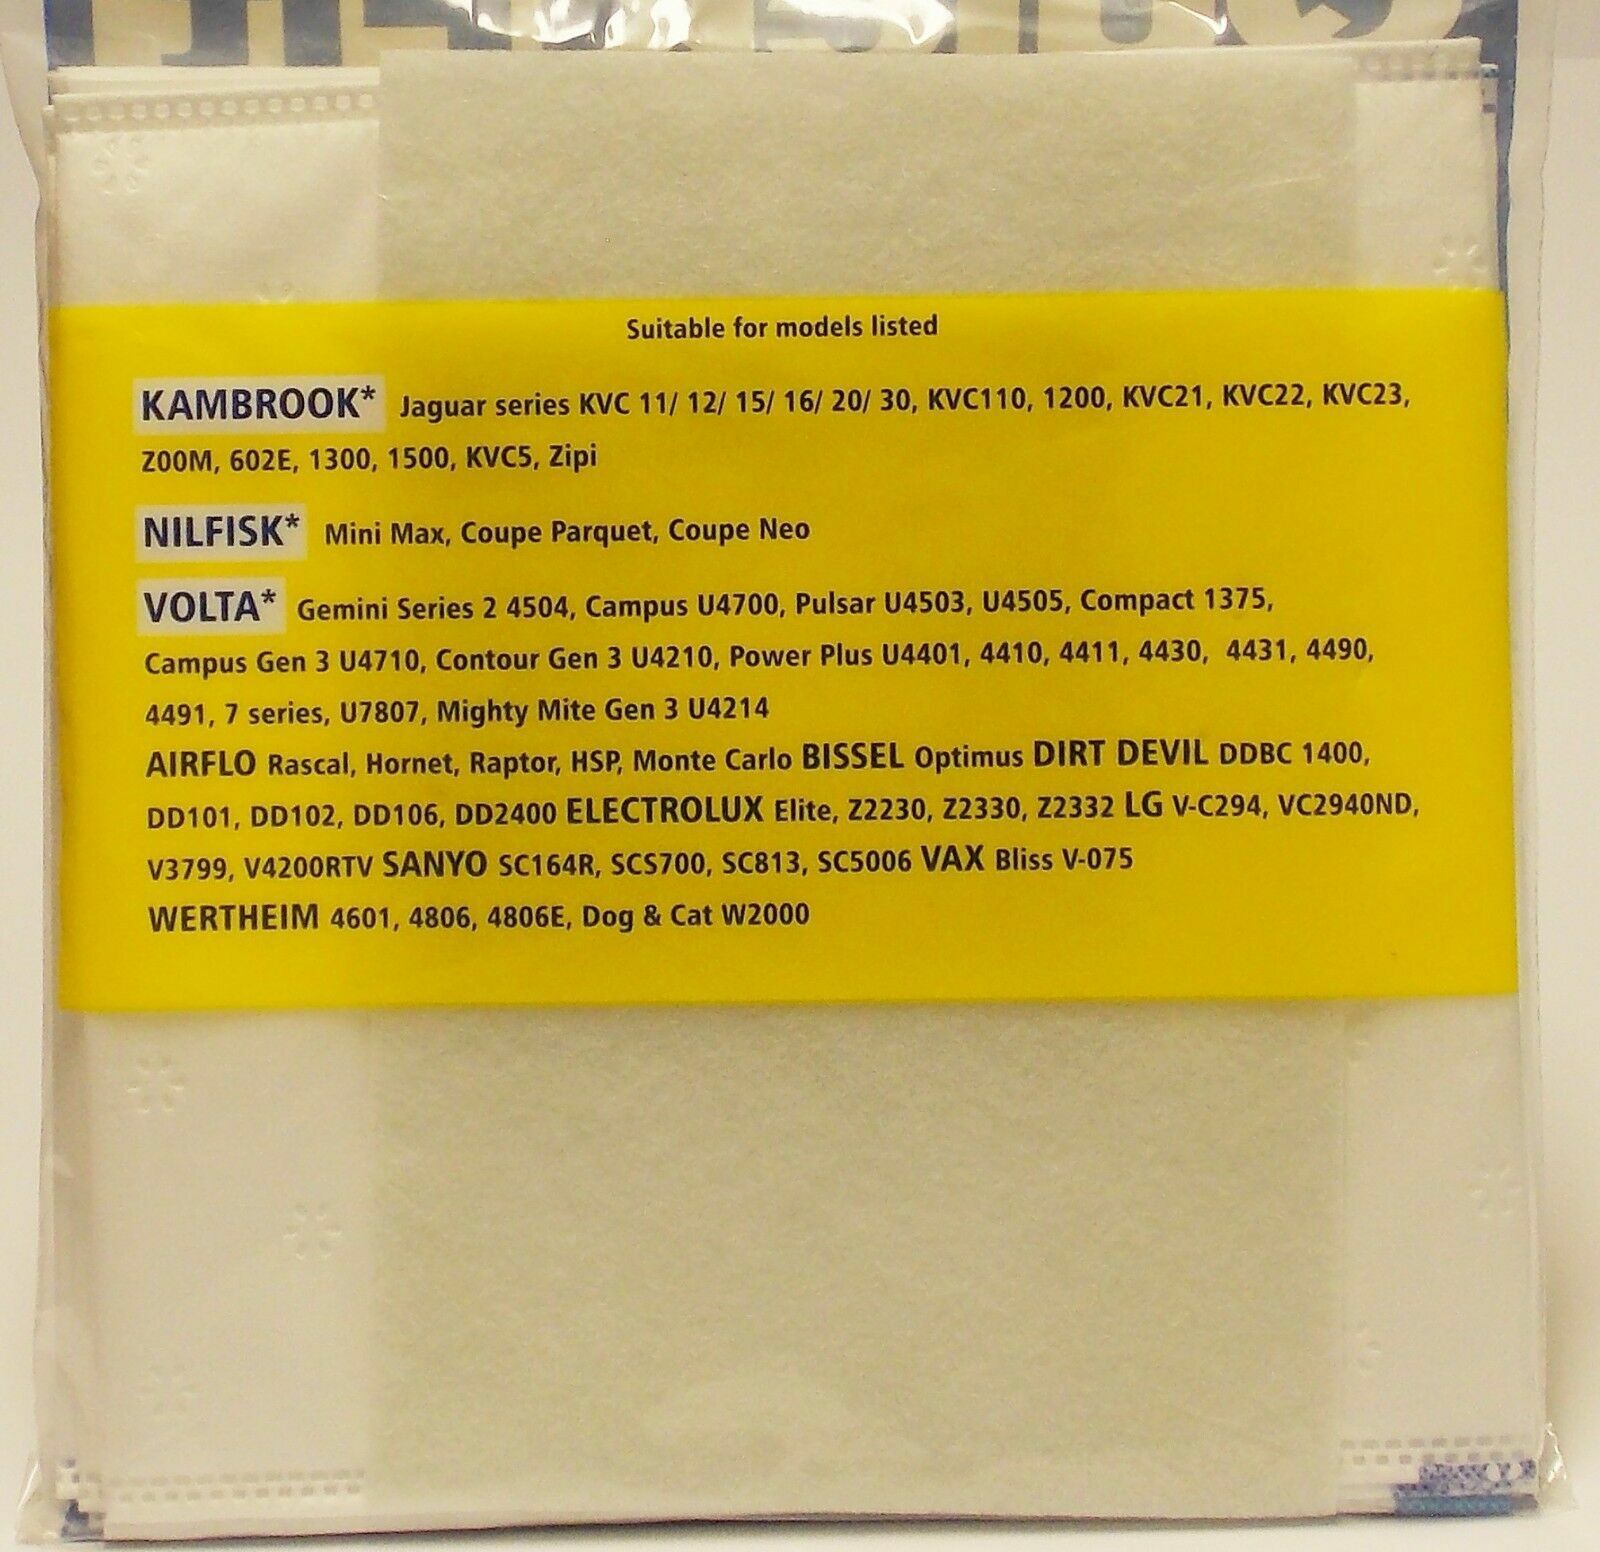 Suitable for models listed
KAMBROOK* Jaguar series KVC 11/ 12/ 15/ 16/ 20/ 30, KVC110, 1200, KVC21, KVC22, KVC23,
Z00M, 602E, 1300, 1500, KVC5, Zipi
NILFISK* Mini Max, Coupe Parquet, Coupe Neo
VOLTA* Gemini Series 2 4504, Campus U4700, Pulsar U4503, U4505, Compact 1375,
Campus Gen 3 U4710, Contour Gen 3 U4210, Power Plus U4401, 4410, 4411, 4430, 4431, 4490,
4491, 7 series, U7807, Mighty Mite Gen 3 U4214
AIRFLO Rascal, Hornet, Raptor, HSP, Monte Carlo BISSEL Optimus DIRT DEVIL DDBC 1400,
DD101, DD102, DD106, DD2400 ELECTROLUX Elite, Z2230, Z2330, Z2332 LG V-C294, VC2940ND,
V3799, V4200RTV SANYO SC164R, SCS700, SC813, SC5006 VAX Bliss V-075
WERTHEIM 4601, 4806, 4806E, Dog & Cat W2000